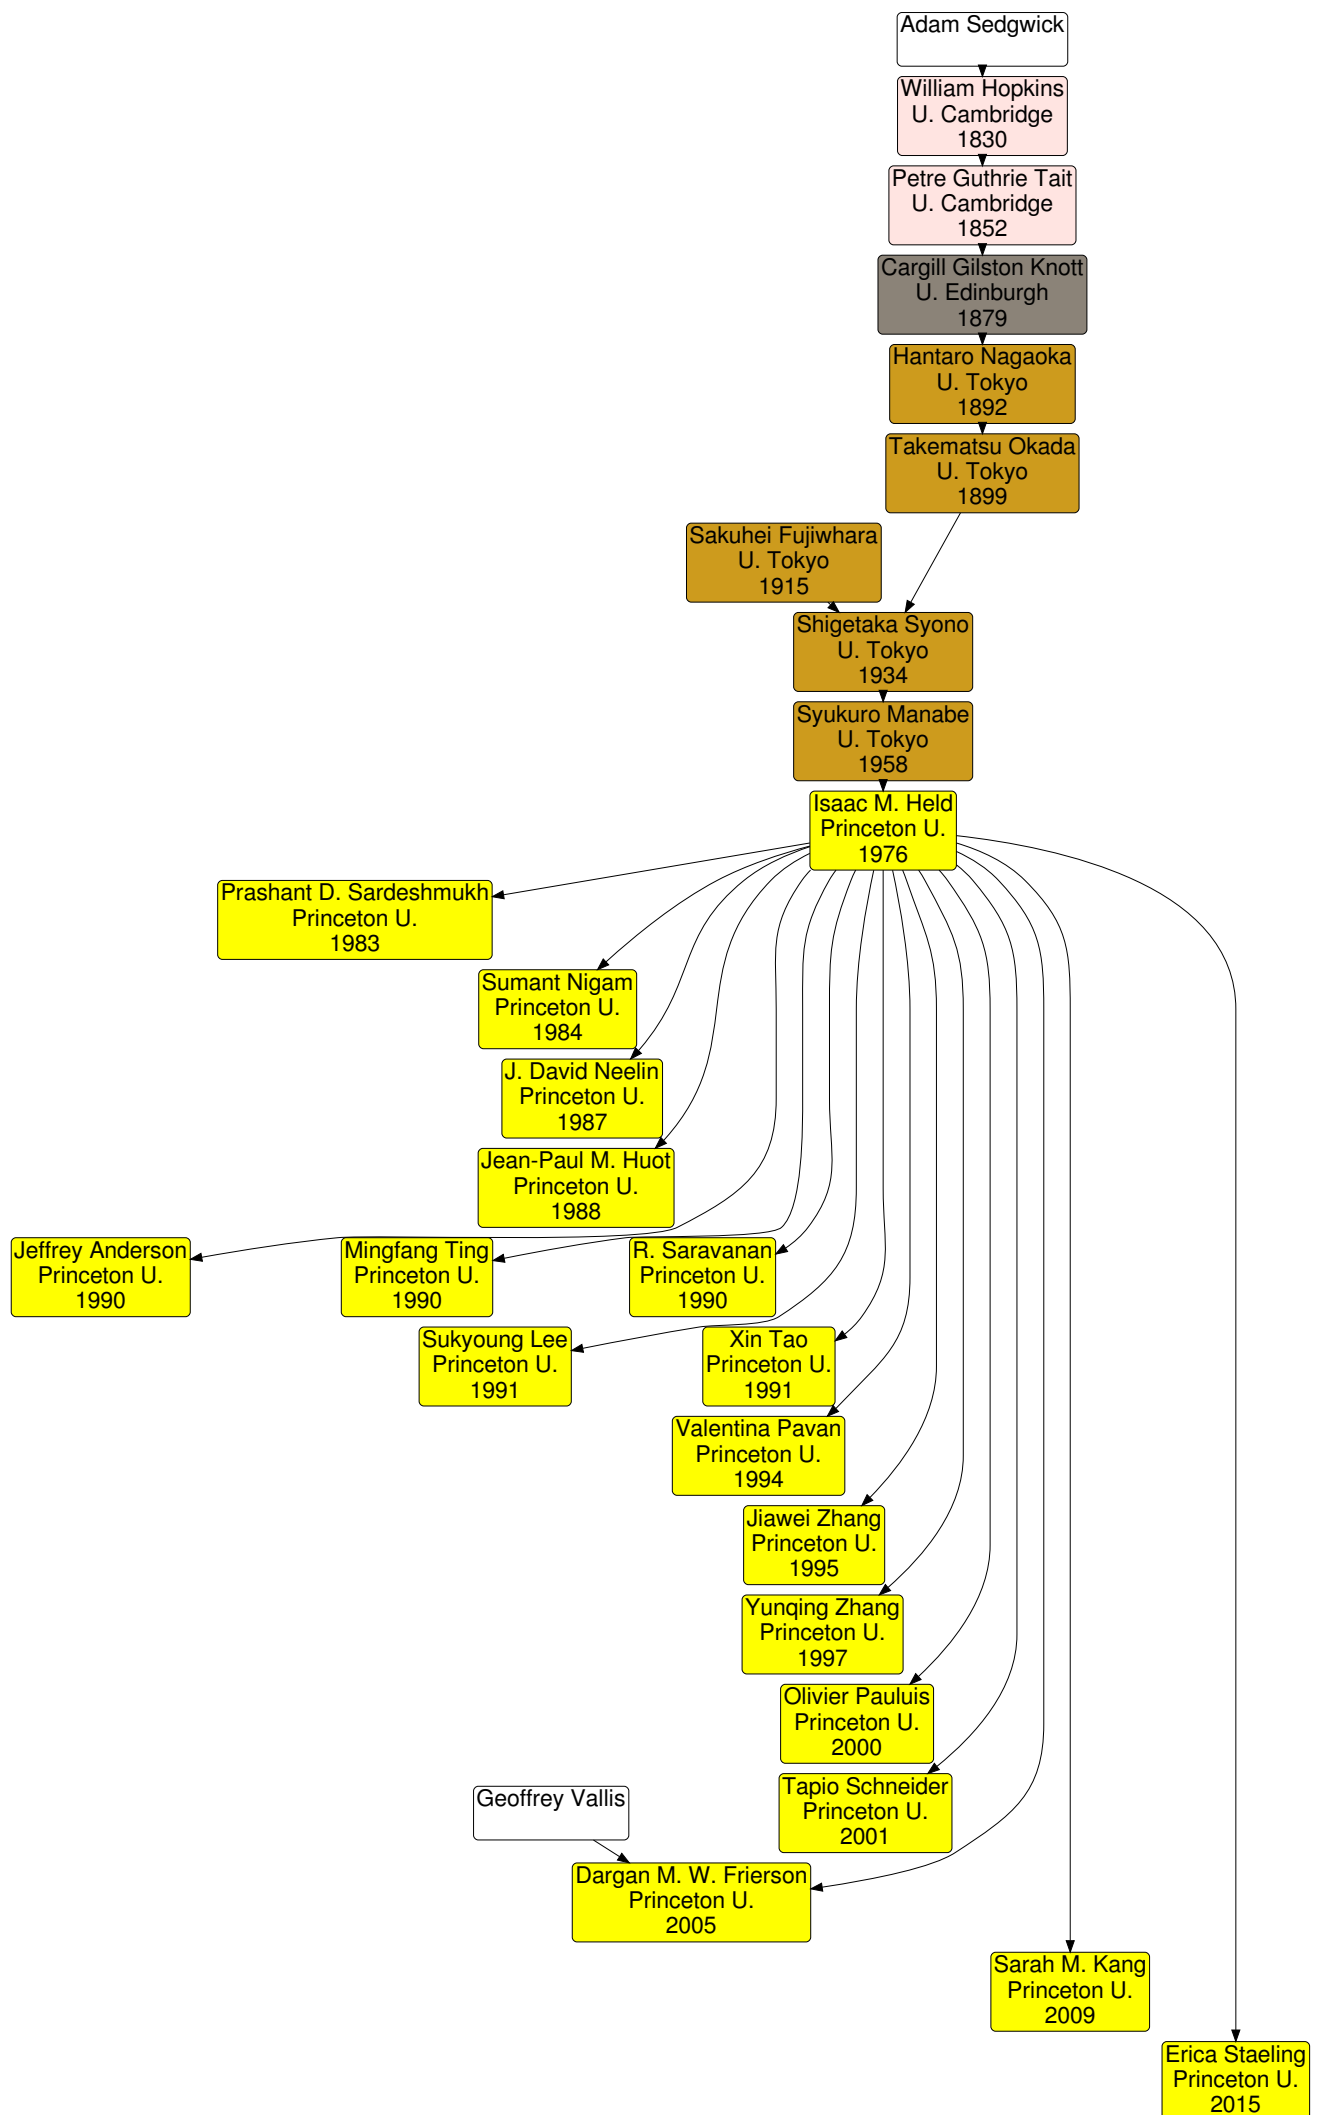 Adam Sedgwick
William Hopkins
U. Cambridge
1830
Petre Guthrie Tait
U. Cambridge
1852
Cargill Gilston Knott
U. Edinburgh
1879
Hantaro Nagaoka
U. Tokyo
1892
Takematsu Okada
U. Tokyo
1899
Sakuhei Fujiwhara
U. Tokyo
1915
Shigetaka Syono
U. Tokyo
1934
Syukuro Manabe
U. Tokyo
1958
Isaac M. Held
Princeton U.
1976
Prashant D. Sardeshmukh
Princeton U.
1983
Sumant Nigam
Princeton U.
1984
J. David Neelin
Princeton U.
1987
Jean-Paul M. Huot
Princeton U.
1988
Jeffrey Anderson
Princeton U.
1990
Mingfang Ting
Princeton U.
1990
R. Saravanan
Princeton U.
1990
Sukyoung Lee
Princeton U.
1991
Xin Tao
Princeton U.
1991
Valentina Pavan
Princeton U.
1994
Jiawei Zhang
Princeton U.
1995
Yunqing Zhang
Princeton U.
1997
Olivier Pauluis
Princeton U.
2000
Tapio Schneider
Princeton U.
2001
Geoffrey Vallis
Dargan M. W. Frierson
Princeton U.
2005
Sarah M. Kang
Princeton U.
2009
Erica Staeling
Princeton U.
2015